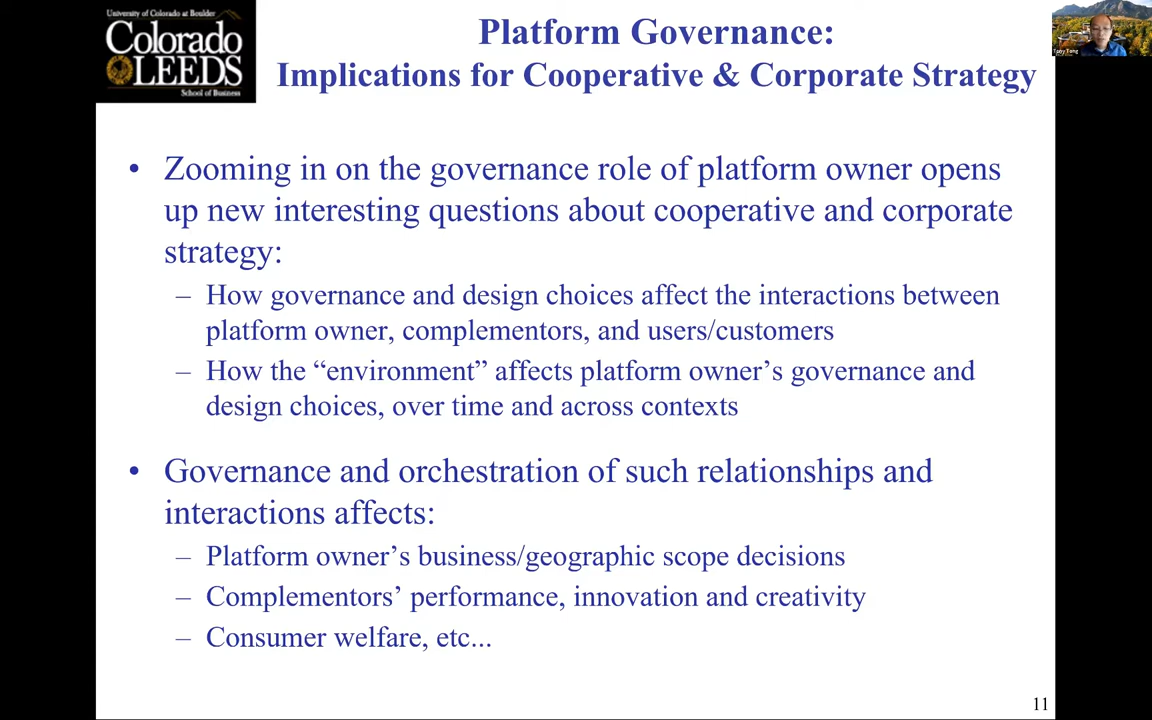 University of Colorado at Boulder
Colorado
LEEDS
School of Business
Platform Governance:
Implications for Cooperative & Corporate Strategy
Tony Tong
• Zooming in on the governance role of platform owner opens
up new interesting questions about cooperative and corporate
strategy:
– How governance and design choices affect the interactions between
platform owner, complementors, and users/customers
– How the “environment” affects platform owner’s governance and
design choices, over time and across contexts
• Governance and orchestration of such relationships and
interactions affects:
– Platform owner’s business/geographic scope decisions
– Complementors’ performance, innovation and creativity
– Consumer welfare, etc...
11